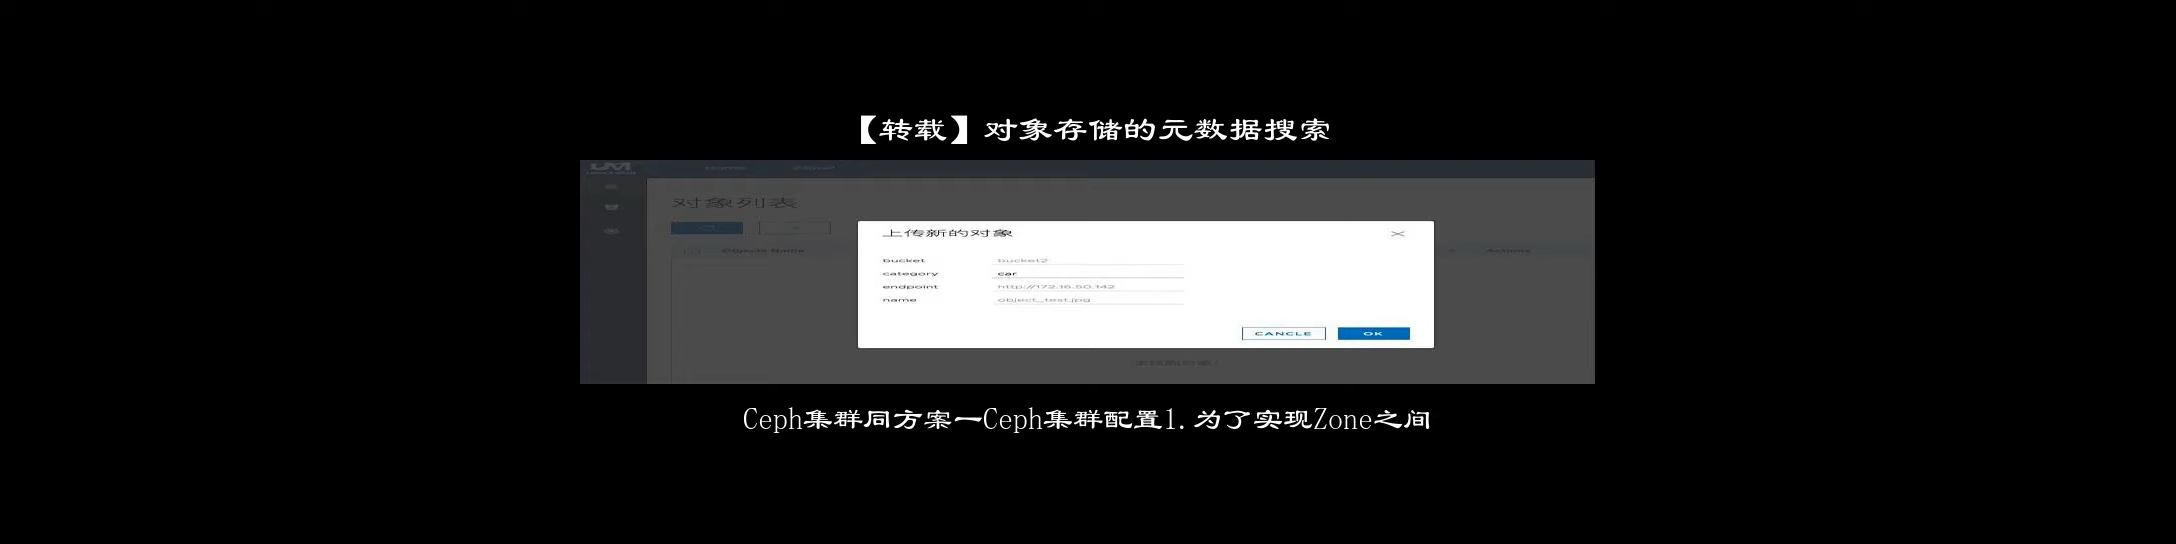 【转载】对象存储的元数据搜索
对象列表
Objects Name
Actions
上传新的对象
bucket bucket2
category car
endpoint http://172.16.50.142
name object_test.jpg
CANCLE OK
Ceph集群同方案一Ceph集群配置1.为了实现Zone之间